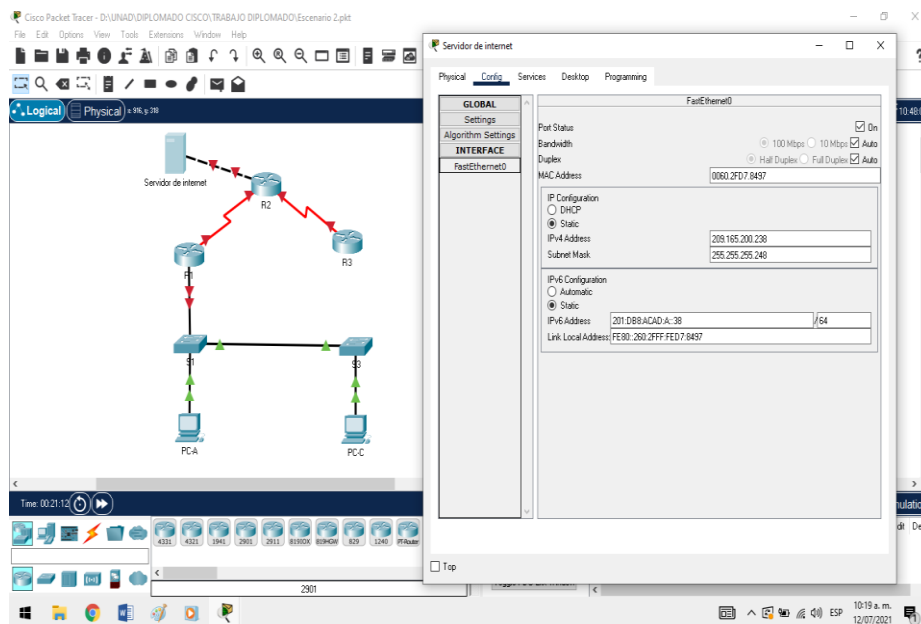 Cisco Packet Tracer - D:\UNAD\DIPLOMADO CISCO\TRABAJO DIPLOMADO\Escenario 2.pkt
File Edit Options View Tools Extensions Window Help
Logical Physical x: 916, y: 318
10:48:
Servidor de internet
R2
R3
R1
S1
S3
PC-A
PC-C
Servidor de internet
Physical Config Services Desktop Programming
GLOBAL
Settings
Algorithm Settings
INTERFACE
FastEthernet0
FastEthernet0
Port Status On
Bandwidth 100 Mbps 10 Mbps Auto
Duplex Half Duplex Full Duplex Auto
MAC Address 0060.2FD7.8497
IP Configuration
DHCP
Static
IPv4 Address 209.165.200.238
Subnet Mask 255.255.255.248
IPv6 Configuration
Automatic
Static
IPv6 Address 201:DB8:ACAD:A::38 / 64
Link Local Address: FE80::260:2FFF:FED7:8497
Top
Time: 00:21:12
4331 4321 1941 2901 2911 819IOX 819HGW 829 1240 PT-Router
2901
ESP
10:19 a. m.
12/07/2021